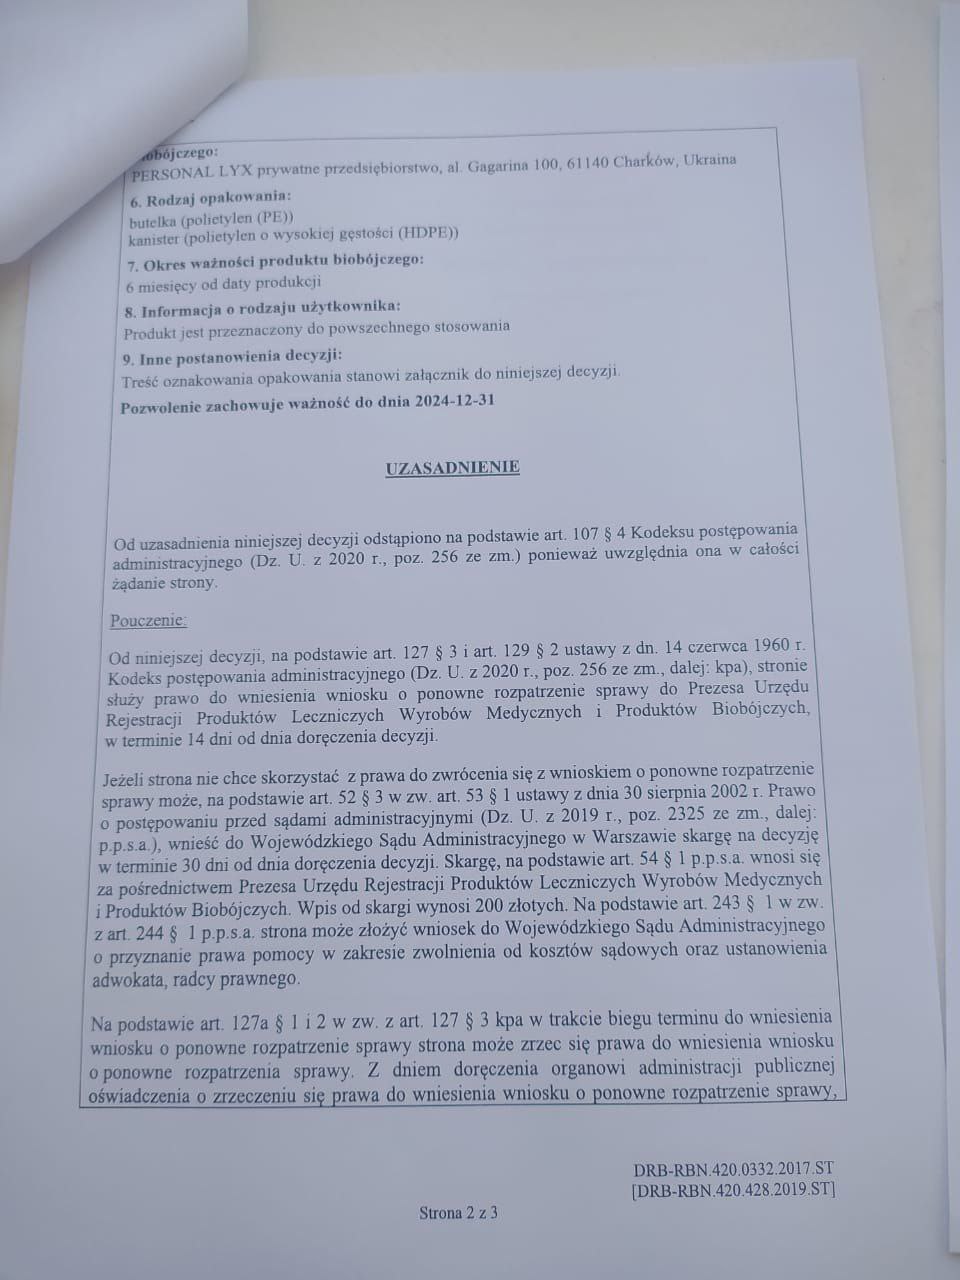 obójczego:
PERSONAL LYX prywatne przedsiębiorstwo, al. Gagarina 100, 61140 Charków, Ukraina
6. Rodzaj opakowania:
butelka (polietylen (PE))
kanister (polietylen o wysokiej gęstości (HDPE))
7. Okres ważności produktu biobójczego:
6 miesięcy od daty produkcji
8. Informacja o rodzaju użytkownika:
Produkt jest przeznaczony do powszechnego stosowania
9. Inne postanowienia decyzji:
Treść oznakowania opakowania stanowi załącznik do niniejszej decyzji.
Pozwolenie zachowuje ważność do dnia 2024-12-31
UZASADNIENIE
Od uzasadnienia niniejszej decyzji odstąpiono na podstawie art. 107 § 4 Kodeksu postępowania
administracyjnego (Dz. U. z 2020 r., poz. 256 ze zm.) ponieważ uwzględnia ona w całości
żądanie strony.
Pouczenie:
Od niniejszej decyzji, na podstawie art. 127 § 3 i art. 129 § 2 ustawy z dn. 14 czerwca 1960 r.
Kodeks postępowania administracyjnego (Dz. U. z 2020 r., poz. 256 ze zm., dalej: kpa), stronie
służy prawo do wniesienia wniosku o ponowne rozpatrzenie sprawy do Prezesa Urzędu
Rejestracji Produktów Leczniczych Wyrobów Medycznych i Produktów Biobójczych,
w terminie 14 dni od dnia doręczenia decyzji.
Jeżeli strona nie chce skorzystać z prawa do zwrócenia się z wnioskiem o ponowne rozpatrzenie
sprawy może, na podstawie art. 52 § 3 w zw. art. 53 § 1 ustawy z dnia 30 sierpnia 2002 r. Prawo
o postępowaniu przed sądami administracyjnymi (Dz. U. z 2019 r., poz. 2325 ze zm., dalej:
p.p.s.a.), wnieść do Wojewódzkiego Sądu Administracyjnego w Warszawie skargę na decyzję
w terminie 30 dni od dnia doręczenia decyzji. Skargę, na podstawie art. 54 § 1 p.p.s.a. wnosi się
za pośrednictwem Prezesa Urzędu Rejestracji Produktów Leczniczych Wyrobów Medycznych
i Produktów Biobójczych. Wpis od skargi wynosi 200 złotych. Na podstawie art. 243 § 1 w zw.
z art. 244 § 1 p.p.s.a. strona może złożyć wniosek do Wojewódzkiego Sądu Administracyjnego
o przyznanie prawa pomocy w zakresie zwolnienia od kosztów sądowych oraz ustanowienia
adwokata, radcy prawnego.
Na podstawie art. 127a § 1 i 2 w zw. z art. 127 § 3 kpa w trakcie biegu terminu do wniesienia
wniosku o ponowne rozpatrzenie sprawy strona może zrzec się prawa do wniesienia wniosku
o ponowne rozpatrzenia sprawy. Z dniem doręczenia organowi administracji publicznej
oświadczenia o zrzeczeniu się prawa do wniesienia wniosku o ponowne rozpatrzenie sprawy,
DRB-RBN.420.0332.2017.ST
[DRB-RBN.420.428.2019.ST]
Strona 2 z 3